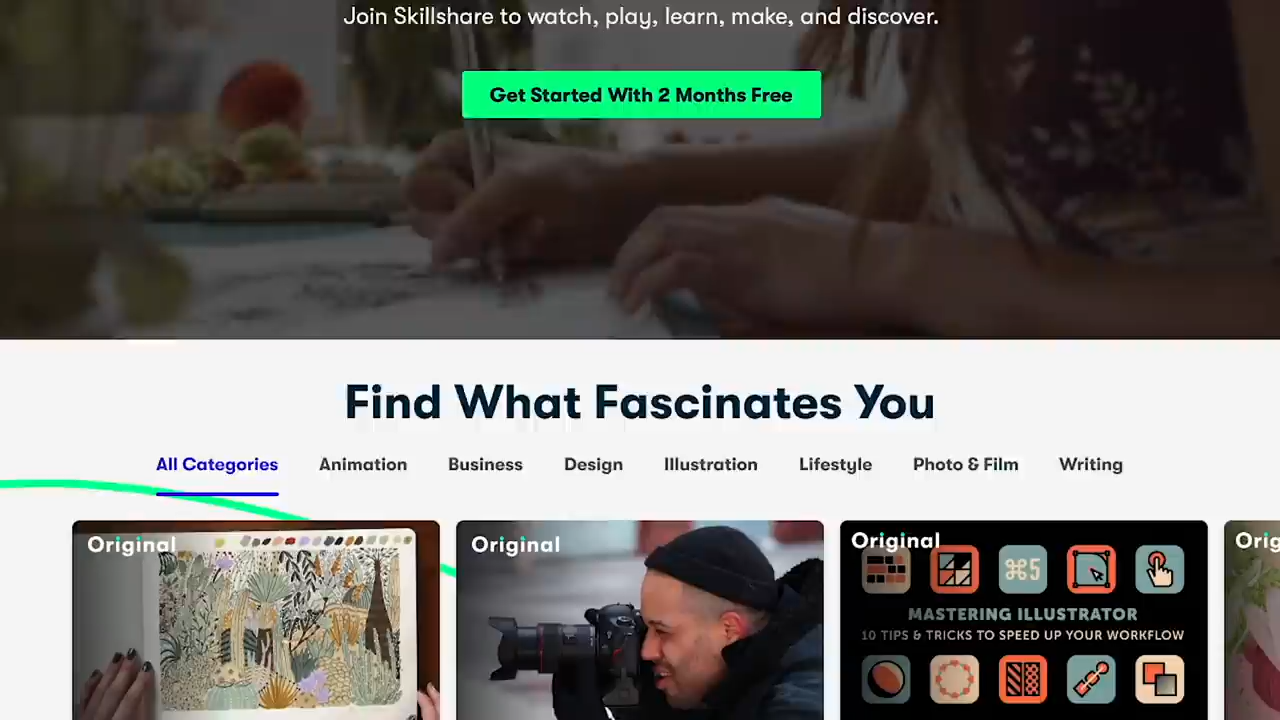 Join Skillshare to watch, play, learn, make, and discover.
Get Started With 2 Months Free
Find What Fascinates You
All Categories Animation Business Design Illustration Lifestyle Photo & Film Writing
Original Original Original
⌘5
MASTERING ILLUSTRATOR
10 TIPS & TRICKS TO SPEED UP YOUR WORKFLOW